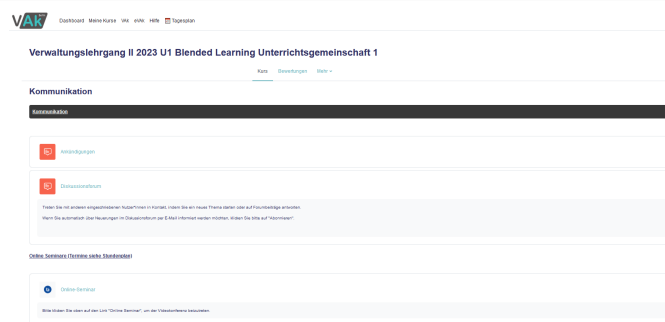 VAk
Dashboard Meine Kurse VAk eVAk Hilfe Tagesplan
Verwaltungslehrgang II 2023 U1 Blended Learning Unterrichtsgemeinschaft 1
Kurs Bewertungen Mehr
Kommunikation
Kommunikation
Ankündigungen
Diskussionsforum
Treten Sie mit anderen eingeschriebenen Nutzer*innen in Kontakt, indem Sie ein neues Thema starten oder auf Forumbeiträge antworten.
Wenn Sie automatisch über Neuerungen im Diskussionsforum per E-Mail informiert werden möchten, klicken Sie bitte auf "Abonnieren".
Online Seminare (Termine siehe Stundenplan)
Online-Seminar
Bitte klicken Sie oben auf den Link "Online Seminar", um der Videokonferenz beizutreten.